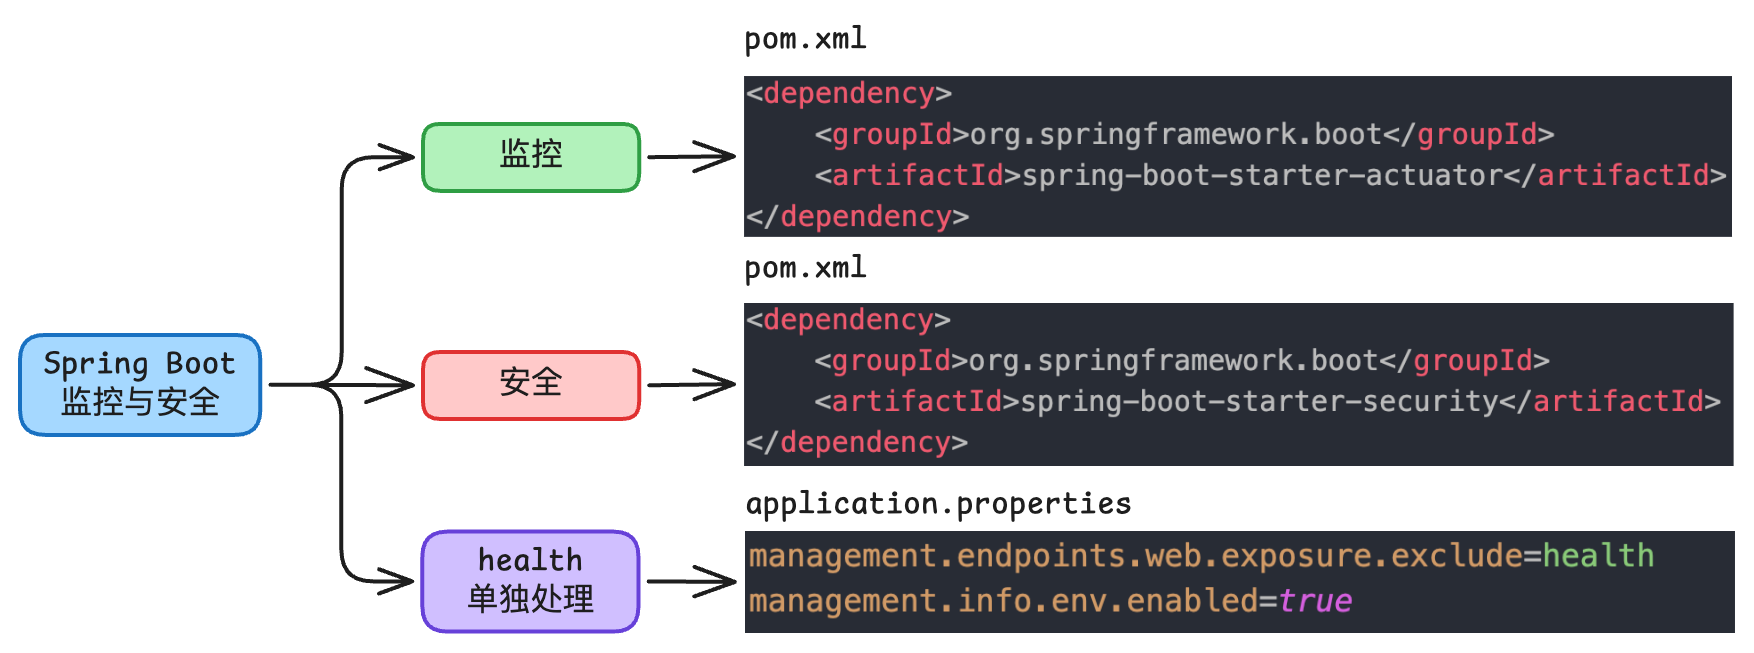 Spring Boot
监控与安全
监控
pom.xml
<dependency>
    <groupId>org.springframework.boot</groupId>
    <artifactId>spring-boot-starter-actuator</artifactId>
</dependency>
安全
pom.xml
<dependency>
    <groupId>org.springframework.boot</groupId>
    <artifactId>spring-boot-starter-security</artifactId>
</dependency>
health
单独处理
application.properties
management.endpoints.web.exposure.exclude=health
management.info.env.enabled=true